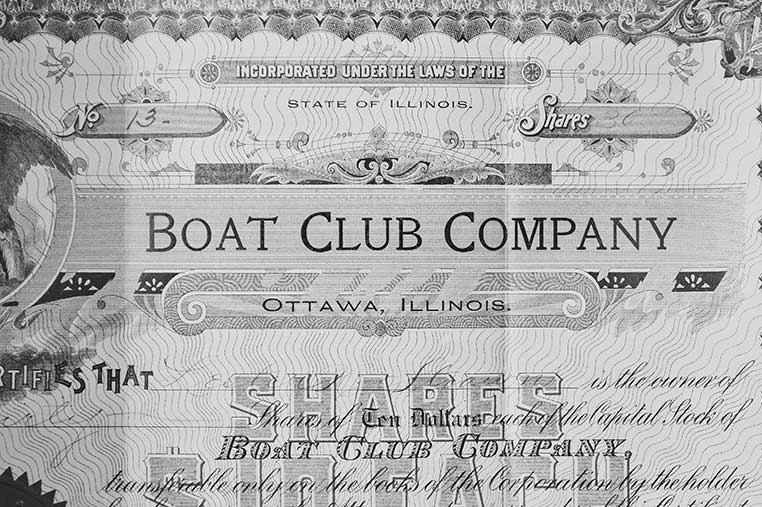 INCORPORATED UNDER THE LAWS OF THE
STATE OF ILLINOIS.
No. 13.
Shares
BOAT CLUB COMPANY
OTTAWA, ILLINOIS.
RTIFIES THAT is the owner of
SHARES
Shares of Ten Dollars each of the Capital Stock of
BOAT CLUB COMPANY,
transferable only on the books of the Corporation by the holder